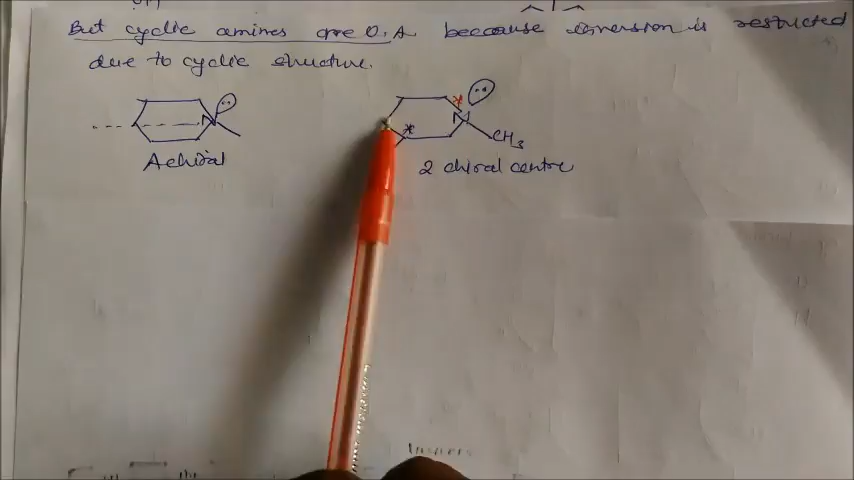 But cyclic amines are O.A because inversion is restricted
due to cyclic structure.
N N CH3
Achiral 2 chiral centre